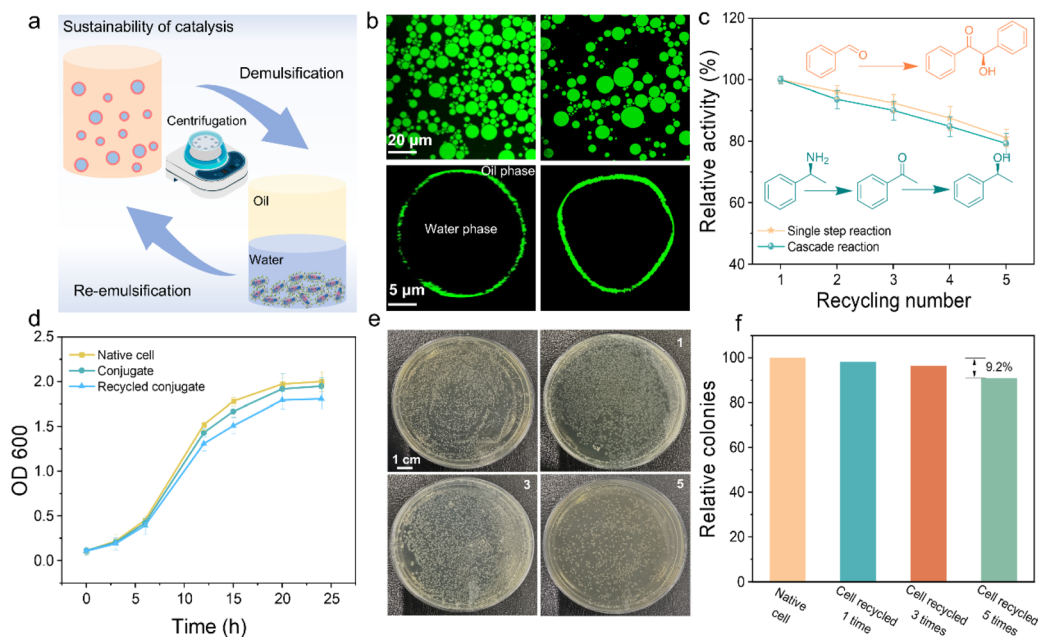 a
Sustainability of catalysis
Demulsification
Centrifugation
Oil
Water
Re-emulsification
b
20 μm
Oil phase
Water phase
5 μm
c
Relative activity (%)
100
80
60
40
O
O
OH
NH2
O
OH
Single step reaction
Cascade reaction
1 2 3 4 5
Recycling number
d
OD 600
2.5
2.0
1.5
1.0
0.5
0.0
Native cell
Conjugate
Recycled conjugate
0 5 10 15 20 25
Time (h)
e
1
1 cm
3
5
f
Relative colonies
100
80
60
40
20
0
9.2%
Native
cell
Cell recycled
1 time
Cell recycled
3 times
Cell recycled
5 times